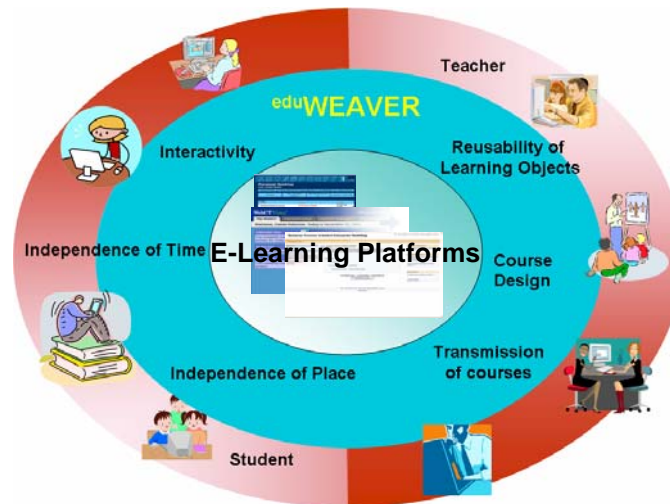 Teacher
eduWEAVER
Interactivity
Reusability of
Learning Objects
Independence of Time
E-Learning Platforms
Course
Design
Independence of Place
Transmission
of courses
Student